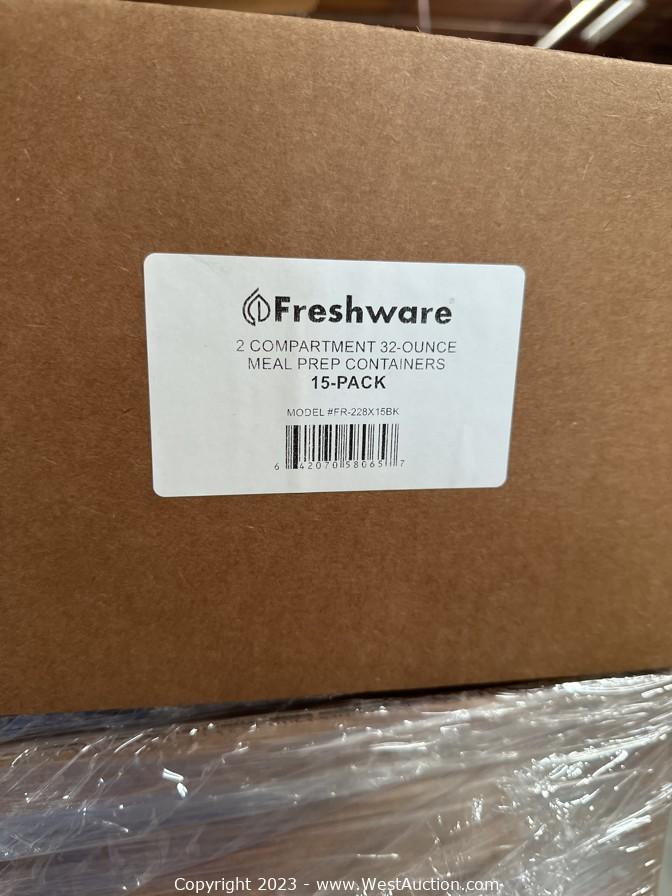 Freshware
2 COMPARTMENT 32-OUNCE
MEAL PREP CONTAINERS
15-PACK
MODEL #FR-228X15BK
6 42070 58065 7
Copyright 2023 - www.WestAuction.com